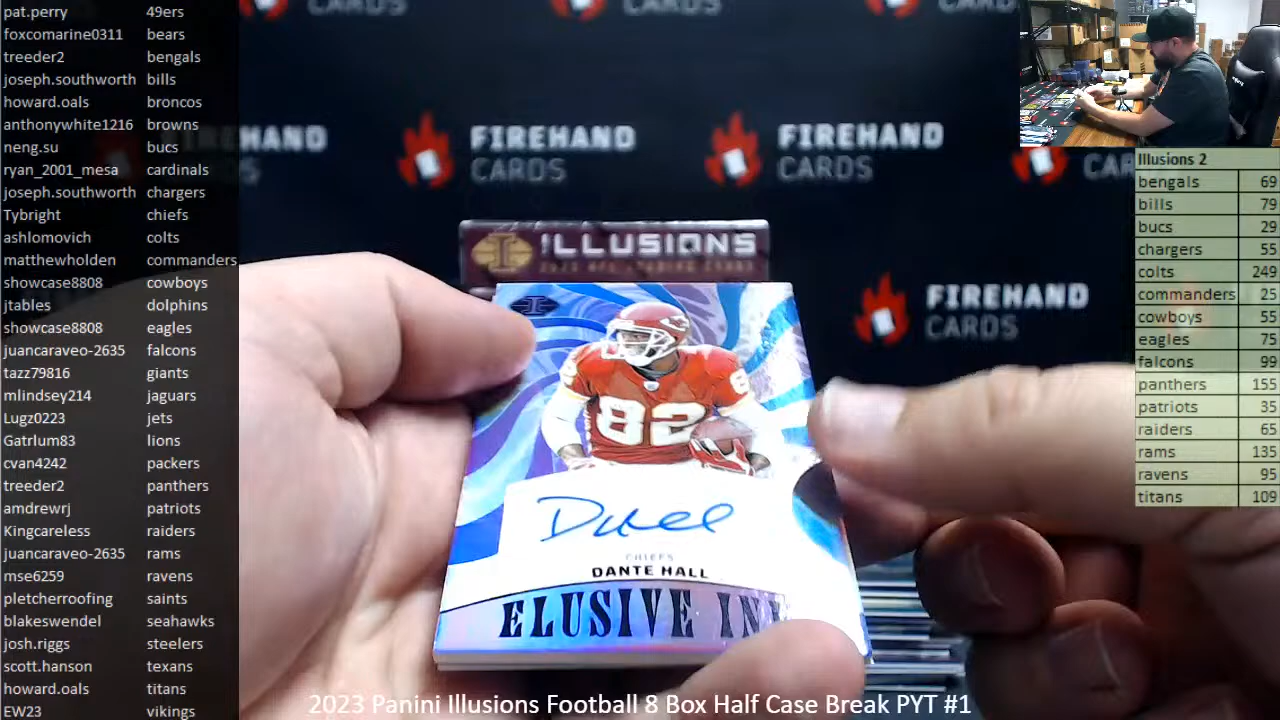 pat.perry 49ers
foxcomarine0311 bears
treeder2 bengals
joseph.southworth bills
howard.oals broncos
anthonywhite1216 browns
neng.su bucs
ryan_2001_mesa cardinals
joseph.southworth chargers
Tybright chiefs
ashlomovich colts
matthewholden commanders
showcase8808 cowboys
jtables dolphins
showcase8808 eagles
juancaraveo-2635 falcons
tazz79816 giants
mlindsey214 jaguars
Lugz0223 jets
Gatrlum83 lions
cvan4242 packers
treeder2 panthers
amdrewrj patriots
Kingcareless raiders
juancaraveo-2635 rams
mse6259 ravens
pletcherroofing saints
blakeswendel seahawks
josh.riggs steelers
scott.hanson texans
howard.oals titans
EW23 vikings
CARDS
CARDS
CARDS
FIREHAND
CARDS
FIREHAND
CARDS
FIREHAND
CARDS
ILLUSIONS
82
82
CHIEFS
DANTE HALL
ELUSIVE INK
Illusions 2
bengals 69
bills 79
bucs 29
chargers 55
colts 249
commanders 25
cowboys 55
eagles 75
falcons 99
panthers 155
patriots 35
raiders 65
rams 135
ravens 95
titans 109
2023 Panini Illusions Football 8 Box Half Case Break PYT #1